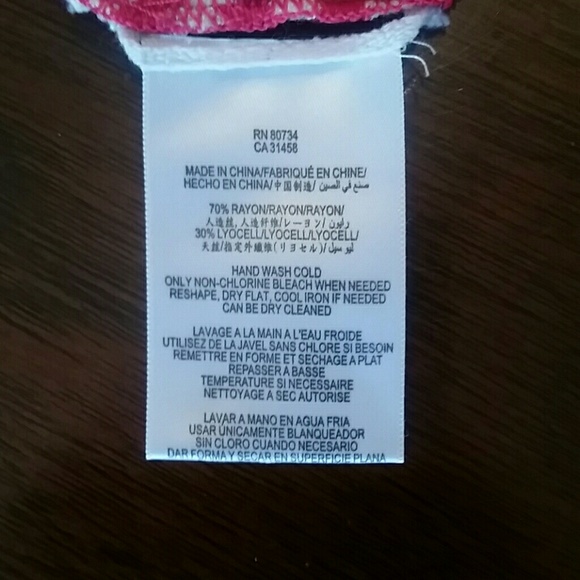 RN 80734
CA 31458
MADE IN CHINA/FABRIQUÉ EN CHINE/
HECHO EN CHINA/中国制造/ صنع في الصين
70% RAYON/RAYON/RAYON/
人造丝, 人造纤维/レーヨン/ رايون
30% LYOCELL/LYOCELL/LYOCELL/
天丝/指定外繊維(リヨセル)/ ليوسيل
HAND WASH COLD
ONLY NON-CHLORINE BLEACH WHEN NEEDED
RESHAPE, DRY FLAT, COOL IRON IF NEEDED
CAN BE DRY CLEANED
LAVAGE A LA MAIN A L'EAU FROIDE
UTILISEZ DE LA JAVEL SANS CHLORE SI BESOIN
REMETTRE EN FORME ET SECHAGE A PLAT
REPASSER A BASSE
TEMPERATURE SI NECESSAIRE
NETTOYAGE A SEC AUTORISE
LAVAR A MANO EN AGUA FRIA
USAR ÚNICAMENTE BLANQUEADOR
SIN CLORO CUANDO NECESARIO
DAR FORMA Y SECAR EN SUPERFICIE PLANA